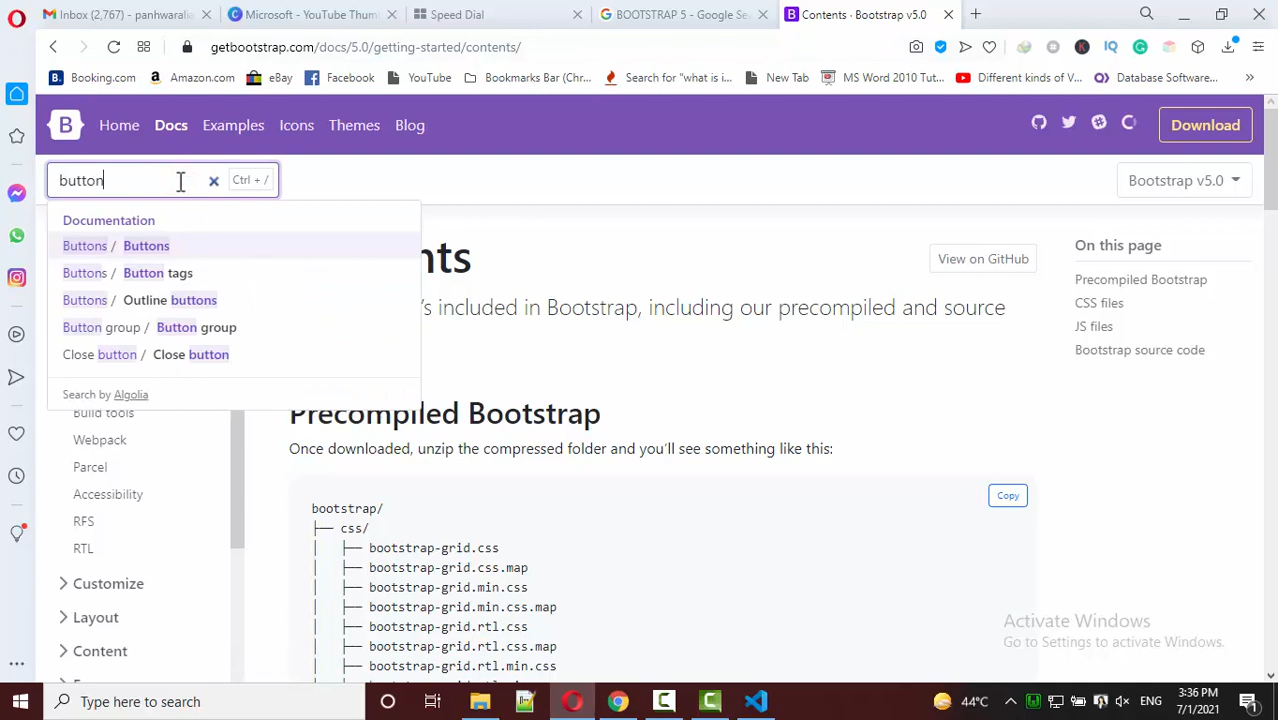 Inbox (2,767) - panhwarali
Microsoft - YouTube Thum
Speed Dial
BOOTSTRAP 5 - Google Se
Contents · Bootstrap v5.0
getbootstrap.com/docs/5.0/getting-started/contents/
Booking.com
Amazon.com
eBay
Facebook
YouTube
Bookmarks Bar (Chr...
Search for "what is i...
New Tab
MS Word 2010 Tut...
Different kinds of V...
Database Software...
B
Home
Docs
Examples
Icons
Themes
Blog
Download
button
Ctrl + /
Bootstrap v5.0
Documentation
Buttons / Buttons
Buttons / Button tags
Buttons / Outline buttons
Button group / Button group
Close button / Close button
Search by Algolia
nts
View on GitHub
's included in Bootstrap, including our precompiled and source
On this page
Precompiled Bootstrap
CSS files
JS files
Bootstrap source code
Build tools
Webpack
Parcel
Accessibility
RFS
RTL
Customize
Layout
Content
Precompiled Bootstrap
Once downloaded, unzip the compressed folder and you'll see something like this:
Copy
bootstrap/
├── css/
│ ├── bootstrap-grid.css
│ ├── bootstrap-grid.css.map
│ ├── bootstrap-grid.min.css
│ ├── bootstrap-grid.min.css.map
│ ├── bootstrap-grid.rtl.css
│ ├── bootstrap-grid.rtl.css.map
│ ├── bootstrap-grid.rtl.min.css
Activate Windows
Go to Settings to activate Windows.
Type here to search
44°C
ENG
3:36 PM
7/1/2021